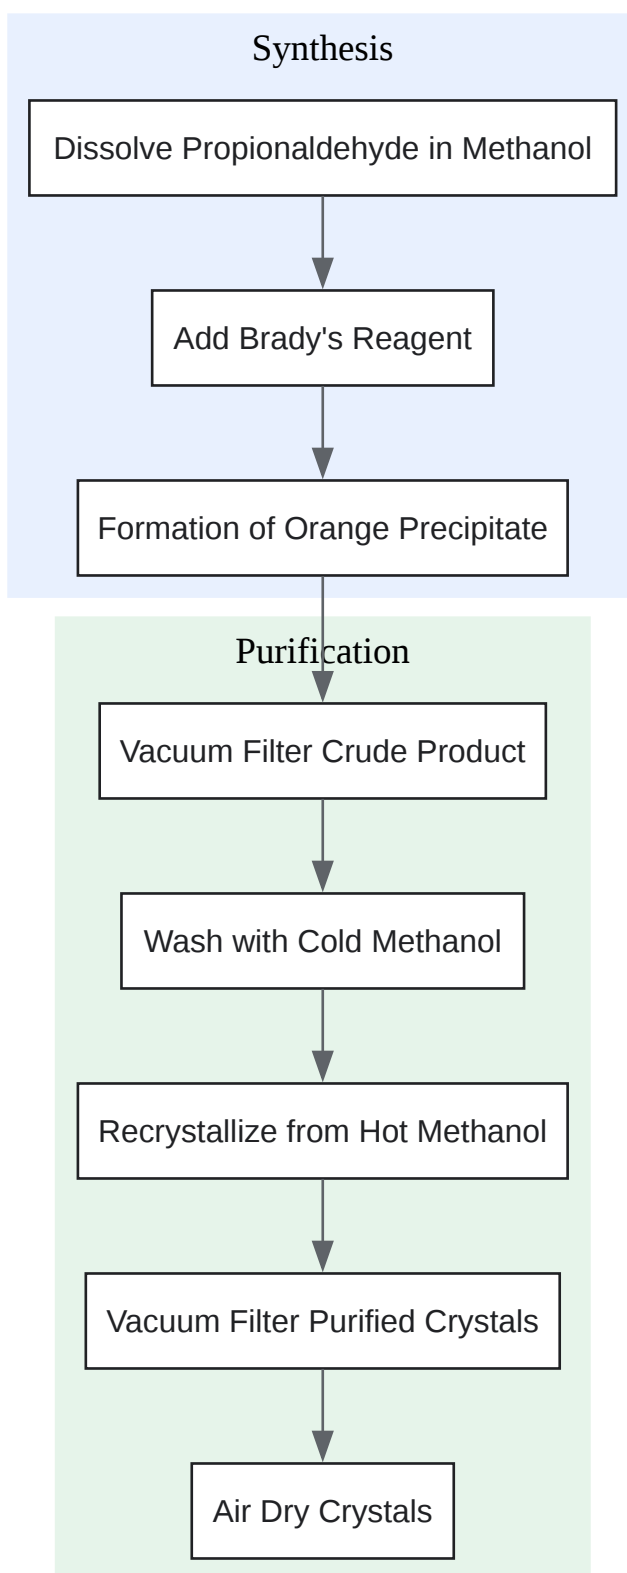 Synthesis
Dissolve Propionaldehyde in Methanol
Add Brady's Reagent
Formation of Orange Precipitate
Purification
Vacuum Filter Crude Product
Wash with Cold Methanol
Recrystallize from Hot Methanol
Vacuum Filter Purified Crystals
Air Dry Crystals